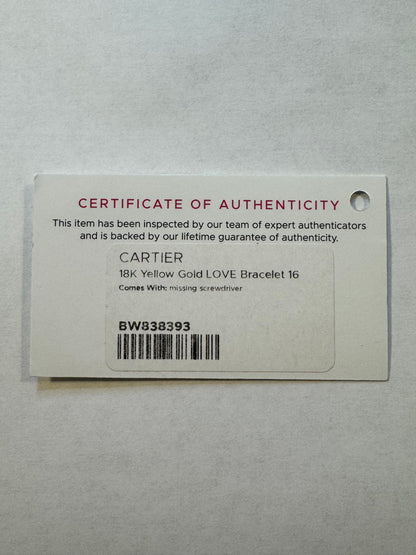 CERTIFICATE OF AUTHENTICITY
This item has been inspected by our team of expert authenticators
and is backed by our lifetime guarantee of authenticity.
CARTIER
18K Yellow Gold LOVE Bracelet 16
Comes With: missing screwdriver
BW838393